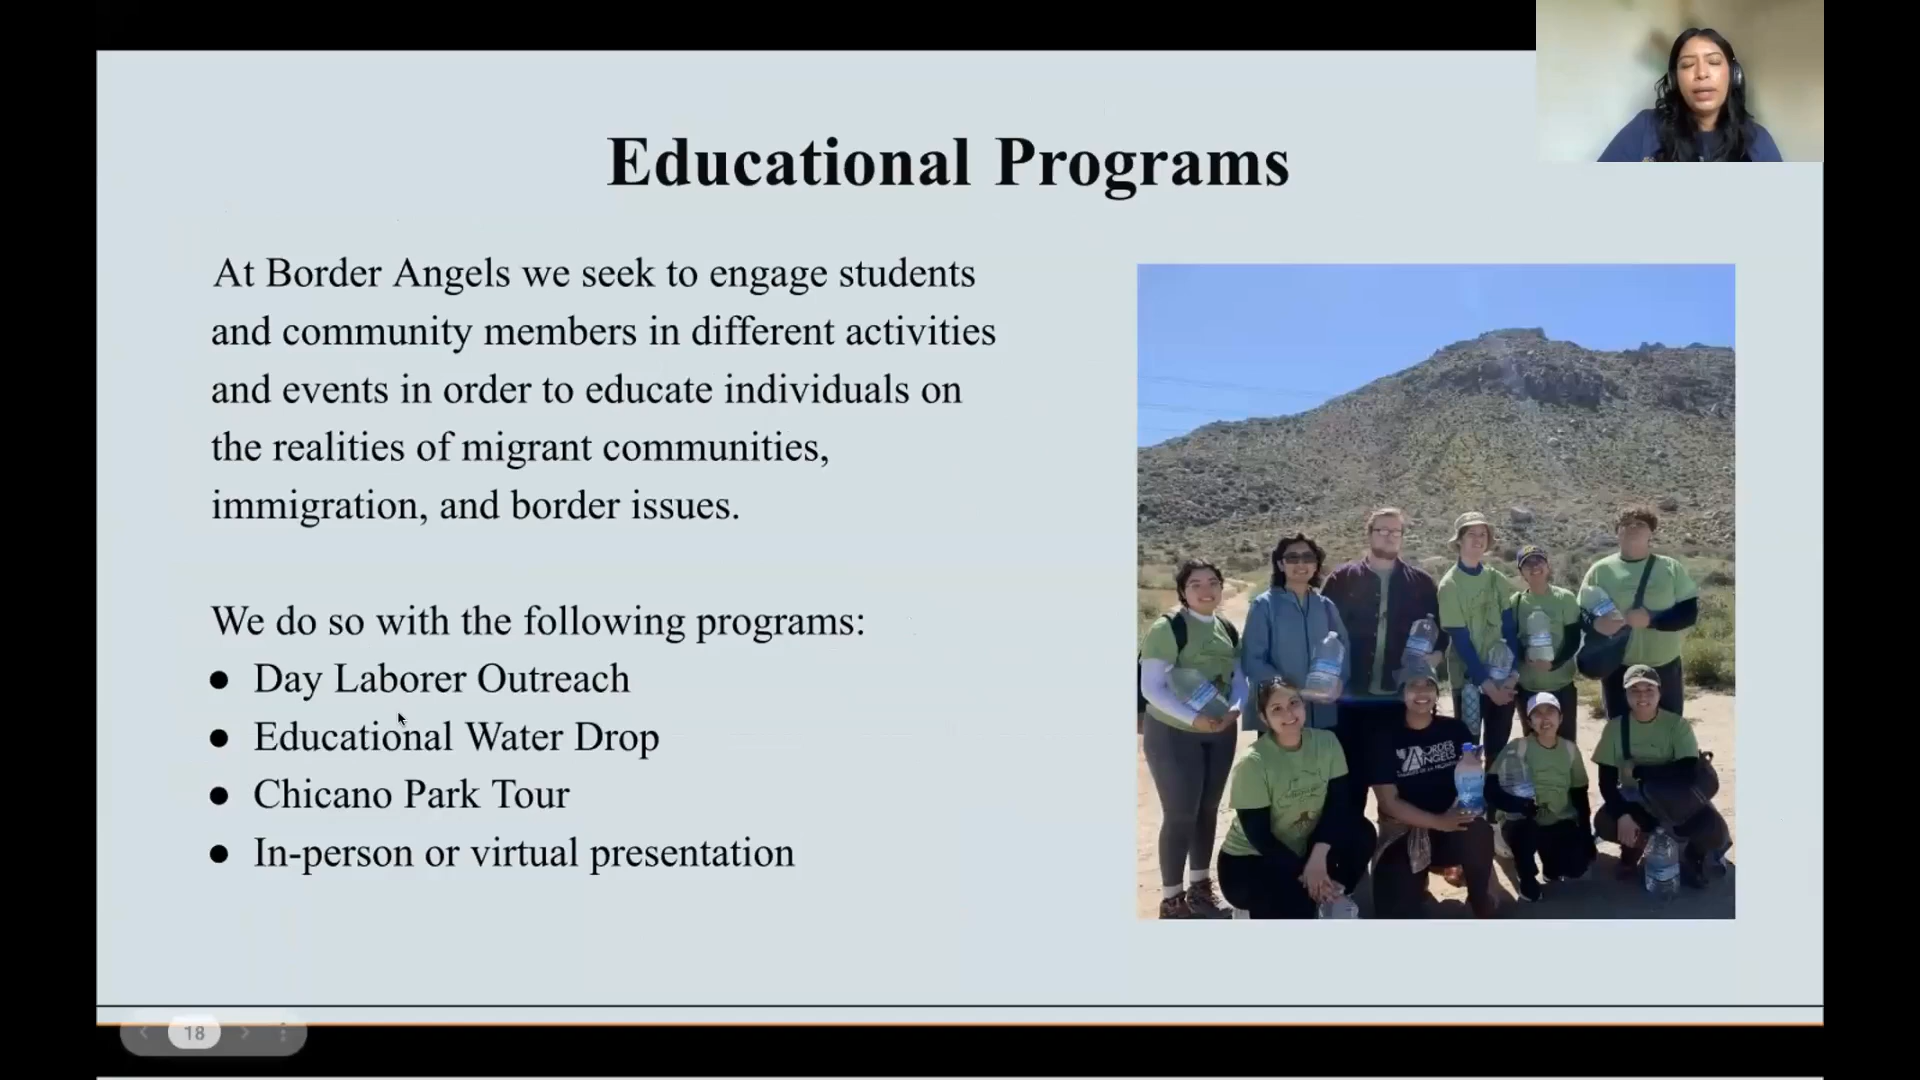 Educational Programs
At Border Angels we seek to engage students
and community members in different activities
and events in order to educate individuals on
the realities of migrant communities,
immigration, and border issues.
We do so with the following programs:
● Day Laborer Outreach
● Educational Water Drop
● Chicano Park Tour
● In-person or virtual presentation
BORDER
ANGELS
18